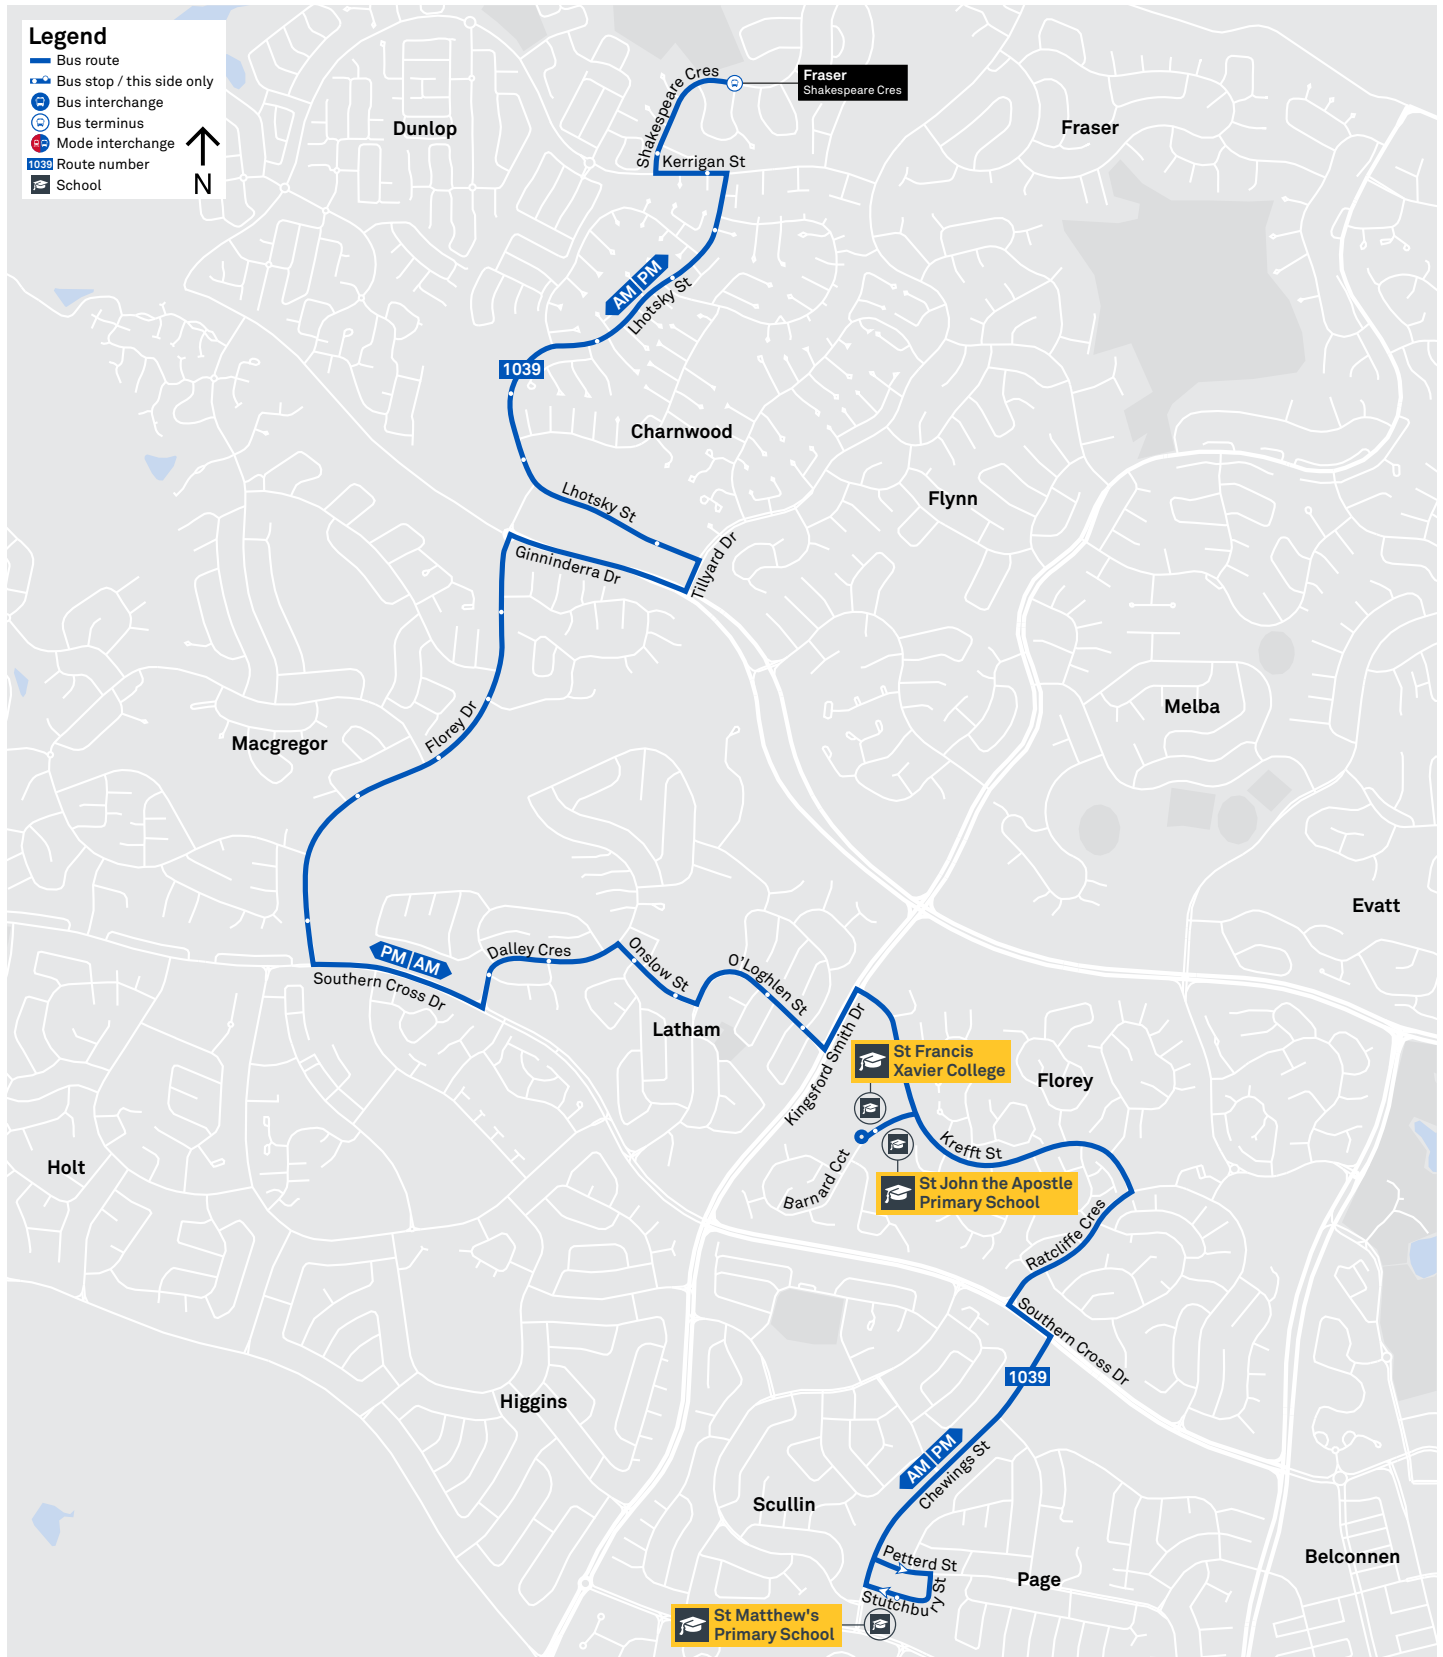 Legend
Bus route
Bus stop / this side only
Bus interchange
Bus terminus
Mode interchange
1039 Route number
School
N
Fraser
Shakespeare Cres
Shakespeare Cres
Dunlop
Fraser
Kerrigan St
AM PM
Lhotsky St
1039
Charnwood
Lhotsky St
Flynn
Ginninderra Dr
Tillyard Dr
Melba
Florey Dr
Macgregor
Evatt
PM AM
Dalley Cres
Onslow St
O'Loghlen St
Southern Cross Dr
Latham
Kingsford Smith Dr
St Francis
Xavier College
Florey
Krefft St
Holt
Barnard Cct
St John the Apostle
Primary School
Ratcliffe Cres
Southern Cross Dr
1039
Higgins
AM PM
Chewings St
Scullin
Petterd St
Belconnen
Page
Stutchbury St
St Matthew's
Primary School